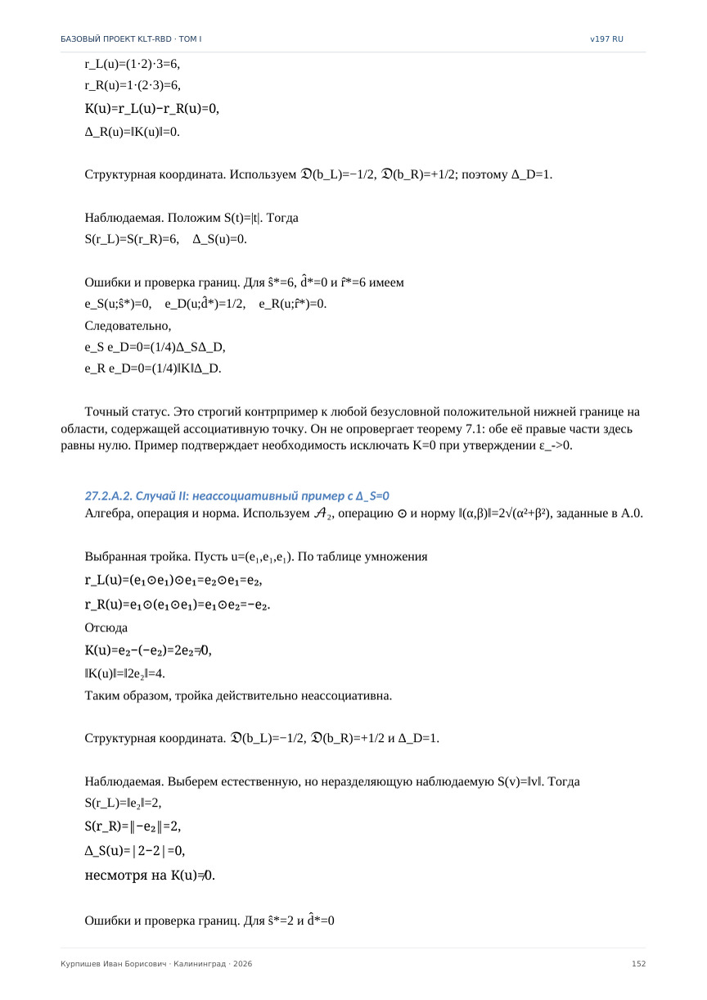 БАЗОВЫЙ ПРОЕКТ KLT-RBD · ТОМ I
v197 RU
r_L(u)=(1·2)·3=6,
r_R(u)=1·(2·3)=6,
K(u)=r_L(u)−r_R(u)=0,
Δ_R(u)=‖K(u)‖=0.
Структурная координата. Используем 𝔇(b_L)=−1/2, 𝔇(b_R)=+1/2; поэтому Δ_D=1.
Наблюдаемая. Положим S(t)=|t|. Тогда
S(r_L)=S(r_R)=6, Δ_S(u)=0.
Ошибки и проверка границ. Для ŝ*=6, d̂*=0 и r̂*=6 имеем
e_S(u;ŝ*)=0, e_D(u;d̂*)=1/2, e_R(u;r̂*)=0.
Следовательно,
e_S e_D=0=(1/4)Δ_SΔ_D,
e_R e_D=0=(1/4)‖K‖Δ_D.
Точный статус. Это строгий контрпример к любой безусловной положительной нижней границе на
области, содержащей ассоциативную точку. Он не опровергает теорему 7.1: обе её правые части здесь
равны нулю. Пример подтверждает необходимость исключать K=0 при утверждении ε_->0.
27.2.A.2. Случай II: неассоциативный пример с Δ_S=0
Алгебра, операция и норма. Используем 𝒜₂, операцию ⊙ и норму ‖(α,β)‖=2√(α²+β²), заданные в А.0.
Выбранная тройка. Пусть u=(e₁,e₁,e₁). По таблице умножения
r_L(u)=(e₁⊙e₁)⊙e₁=e₂⊙e₁=e₂,
r_R(u)=e₁⊙(e₁⊙e₁)=e₁⊙e₂=−e₂.
Отсюда
K(u)=e₂−(−e₂)=2e₂≠0,
‖K(u)‖=‖2e₂‖=4.
Таким образом, тройка действительно неассоциативна.
Структурная координата. 𝔇(b_L)=−1/2, 𝔇(b_R)=+1/2 и Δ_D=1.
Наблюдаемая. Выберем естественную, но неразделяющую наблюдаемую S(v)=‖v‖. Тогда
S(r_L)=‖e₂‖=2,
S(r_R)=‖−e₂‖=2,
Δ_S(u)=|2−2|=0,
несмотря на K(u)≠0.
Ошибки и проверка границ. Для ŝ*=2 и d̂*=0
Курпишев Иван Борисович · Калининград · 2026
152